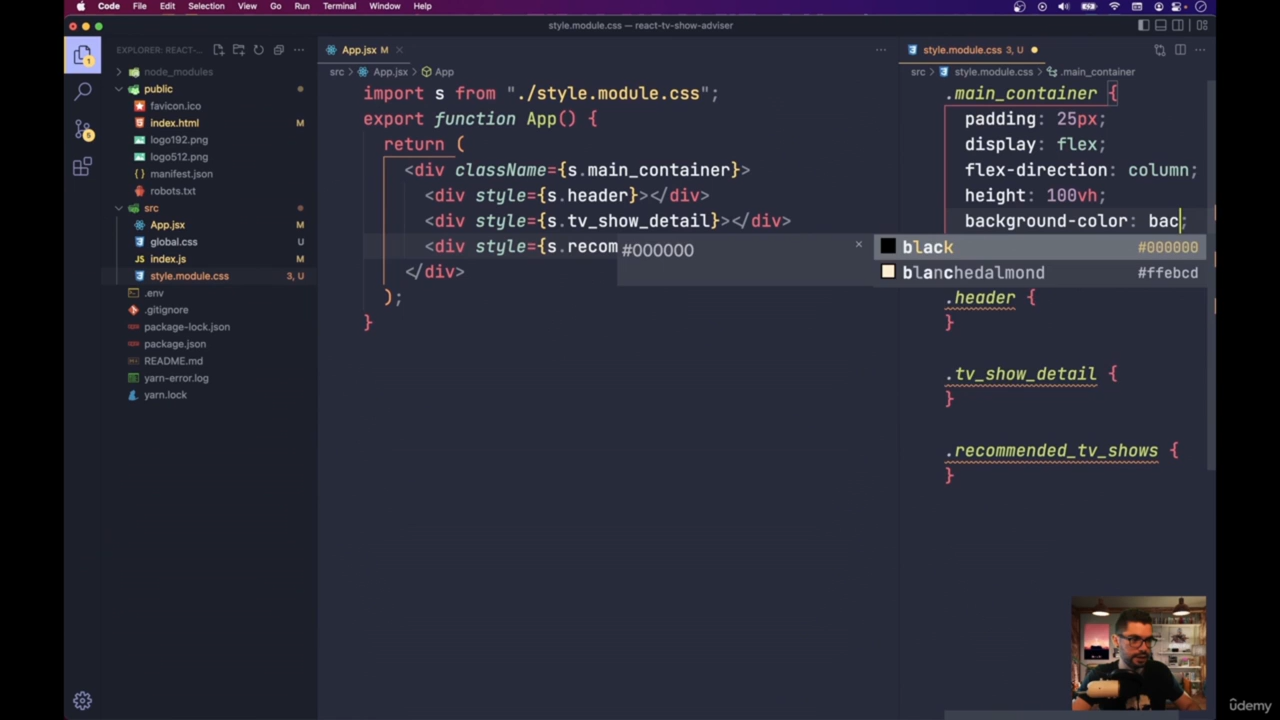 Code File Edit Selection View Go Run Terminal Window Help
style.module.css — react-tv-show-adviser
EXPLORER: REACT-...
node_modules
public
favicon.ico
index.html M
logo192.png
logo512.png
manifest.json
robots.txt
src
App.jsx M
global.css
index.js M
style.module.css 3, U
.env
.gitignore
package-lock.json
package.json
README.md
yarn-error.log
yarn.lock
1
5
App.jsx M
src > App.jsx > App
import s from "./style.module.css";
export function App() {
return (
<div className={s.main_container}>
<div style={s.header}></div>
<div style={s.tv_show_detail}></div>
<div style={s.recom
</div>
);
}
#000000
style.module.css 3, U
src > style.module.css > .main_container
.main_container {
padding: 25px;
display: flex;
flex-direction: column;
height: 100vh;
background-color: bac;
black #000000
blanchedalmond #ffebcd
.header {
}
.tv_show_detail {
}
.recommended_tv_shows {
}
ûdemy